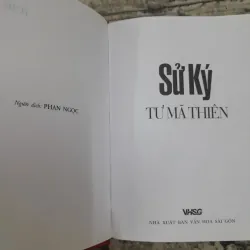 Người dịch: PHAN NGỌC
Sử Ký
TƯ MÃ THIÊN
VHSG
NHÀ XUẤT BẢN VĂN HÓA SÀI GÒN